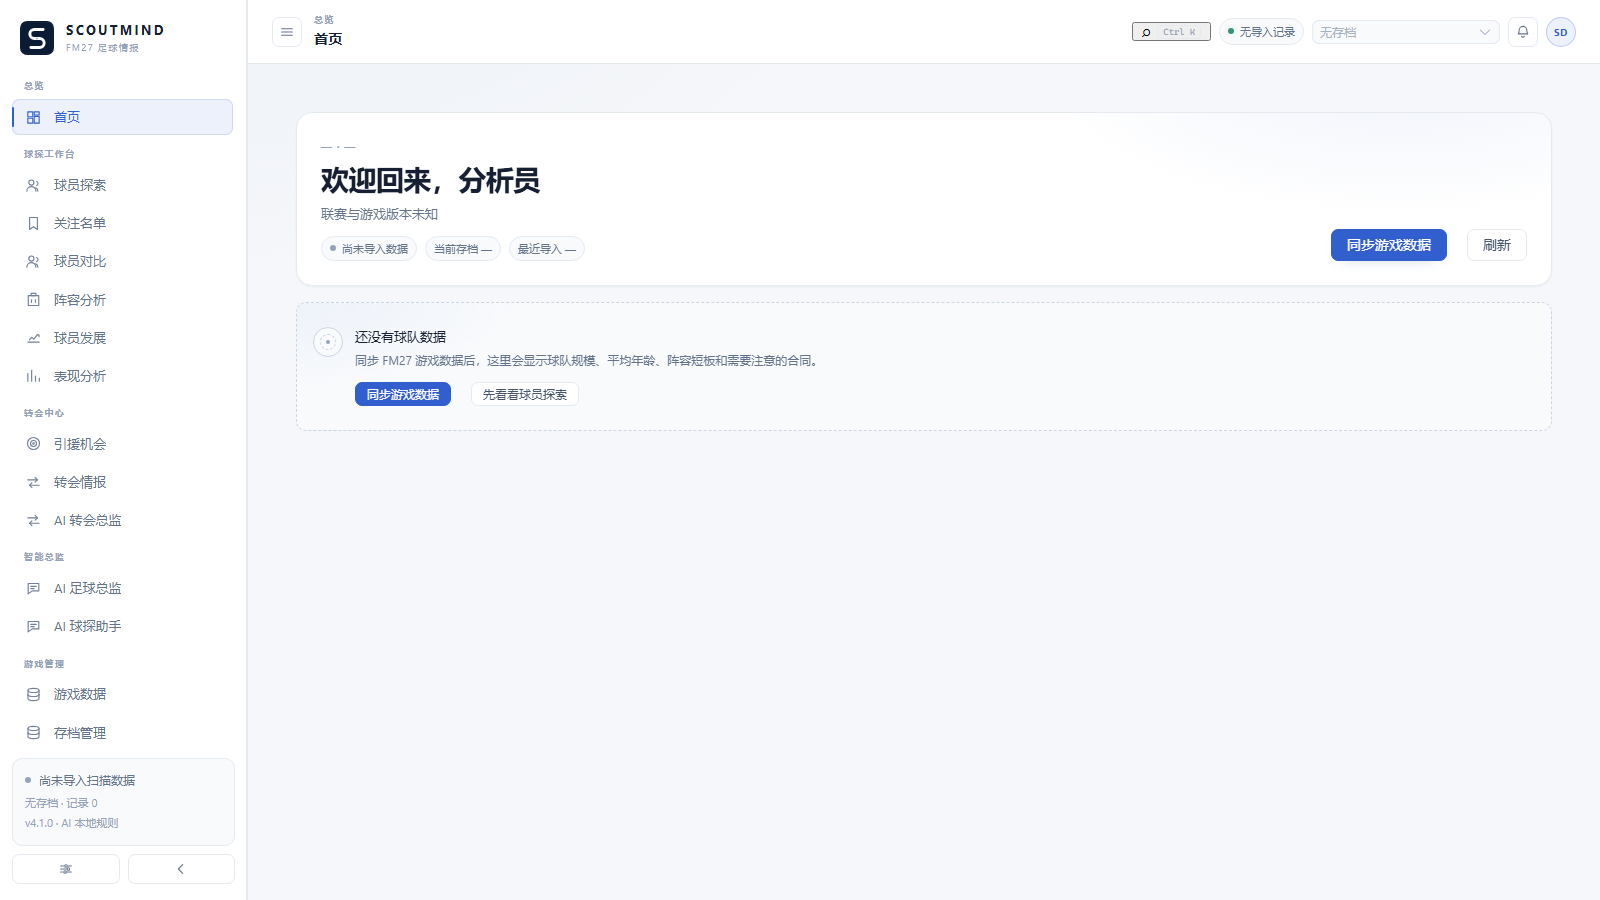 SCOUTMIND
FM27 足球情报
总览
首页
球探工作台
球员探索
关注名单
球员对比
阵容分析
球员发展
表现分析
转会中心
引援机会
转会情报
AI 转会总监
智能总监
AI 足球总监
AI 球探助手
游戏管理
游戏数据
存档管理
尚未导入扫描数据
无存档 · 记录 0
v4.1.0 · AI 本地规则
总览
首页
Ctrl K
无导入记录
无存档
SD
— · —
欢迎回来，分析员
联赛与游戏版本未知
尚未导入数据
当前存档 —
最近导入 —
同步游戏数据
刷新
还没有球队数据
同步 FM27 游戏数据后，这里会显示球队规模、平均年龄、阵容短板和需要注意的合同。
同步游戏数据
先看看球员探索